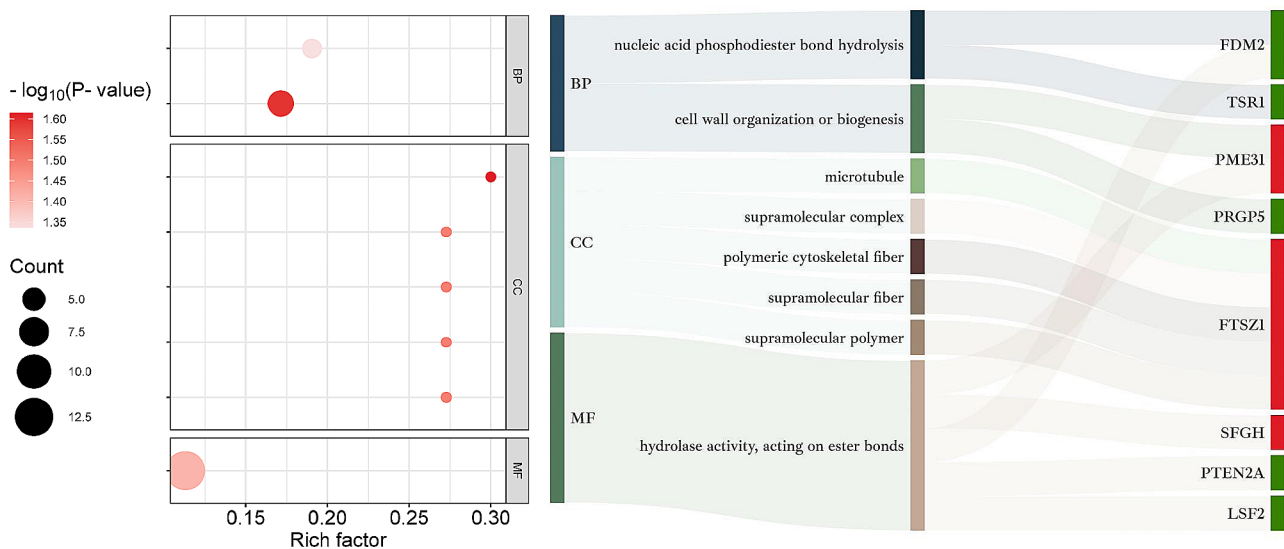 - log10(P- value)
1.60
1.55
1.50
1.45
1.40
1.35
Count
5.0
7.5
10.0
12.5
BP
CC
MF
0.15
0.20
0.25
0.30
Rich factor
BP
CC
MF
nucleic acid phosphodiester bond hydrolysis
cell wall organization or biogenesis
microtubule
supramolecular complex
polymeric cytoskeletal fiber
supramolecular fiber
supramolecular polymer
hydrolase activity, acting on ester bonds
FDM2
TSR1
PME31
PRGP5
FTSZ1
SFGH
PTEN2A
LSF2